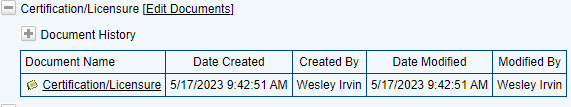 Certification/Licensure [Edit Documents]
Document History
Document Name Date Created Created By Date Modified Modified By
Certification/Licensure 5/17/2023 9:42:51 AM Wesley Irvin 5/17/2023 9:42:51 AM Wesley Irvin